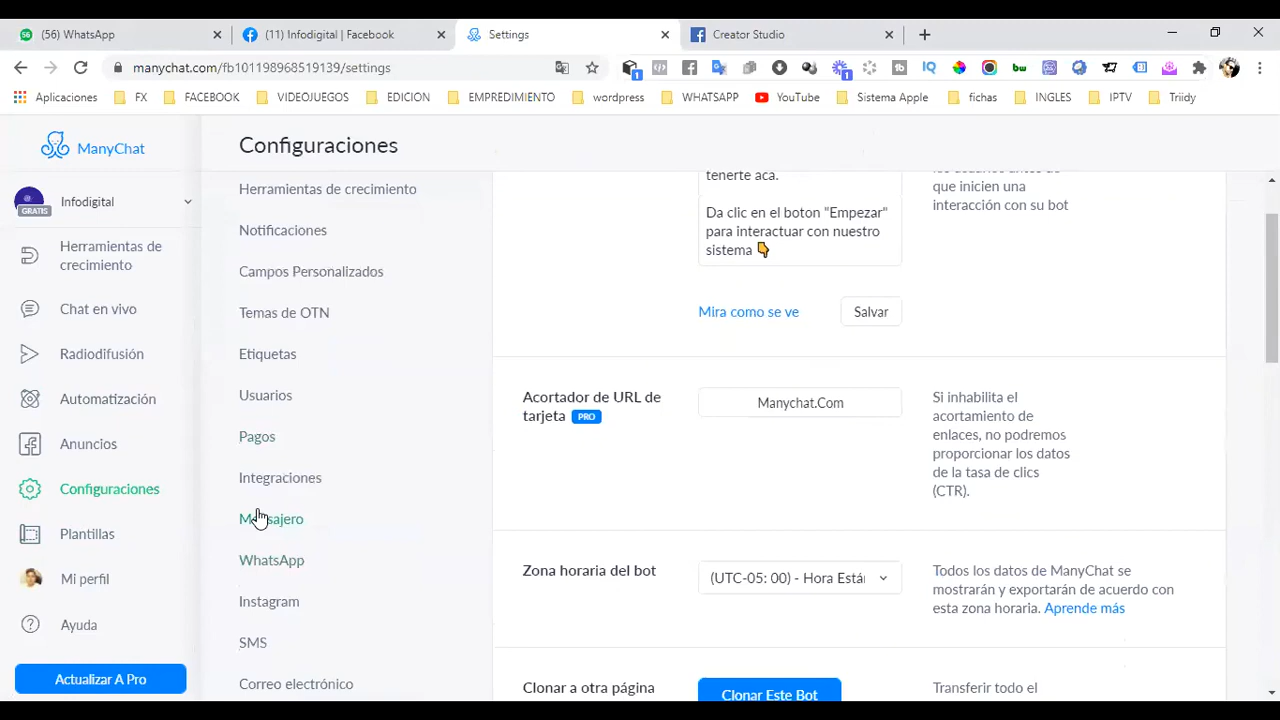 (56) WhatsApp
(11) Infodigital | Facebook
Settings
Creator Studio
manychat.com/fb101198968519139/settings
Aplicaciones
FX
FACEBOOK
VIDEOJUEGOS
EDICION
EMPREDIMIENTO
wordpress
WHATSAPP
YouTube
Sistema Apple
fichas
INGLES
IPTV
Triidy
ManyChat
Infodigital
GRATIS
Herramientas de
crecimiento
Chat en vivo
Radiodifusión
Automatización
Anuncios
Configuraciones
Plantillas
Mi perfil
Ayuda
Actualizar A Pro
Configuraciones
Herramientas de crecimiento
Notificaciones
Campos Personalizados
Temas de OTN
Etiquetas
Usuarios
Pagos
Integraciones
Mensajero
WhatsApp
Instagram
SMS
Correo electrónico
tenerte acá.
Da clic en el boton "Empezar"
para interactuar con nuestro
sistema 👇
Mira como se ve
Salvar
los usuarios antes de
que inicien una
interacción con su bot
Acortador de URL de
tarjeta PRO
Manychat.Com
Si inhabilita el
acortamiento de
enlaces, no podremos
proporcionar los datos
de la tasa de clics
(CTR).
Zona horaria del bot
(UTC-05: 00) - Hora Están
Todos los datos de ManyChat se
mostrarán y exportarán de acuerdo con
esta zona horaria. Aprende más
Clonar a otra página
Clonar Este Bot
Transferir todo el